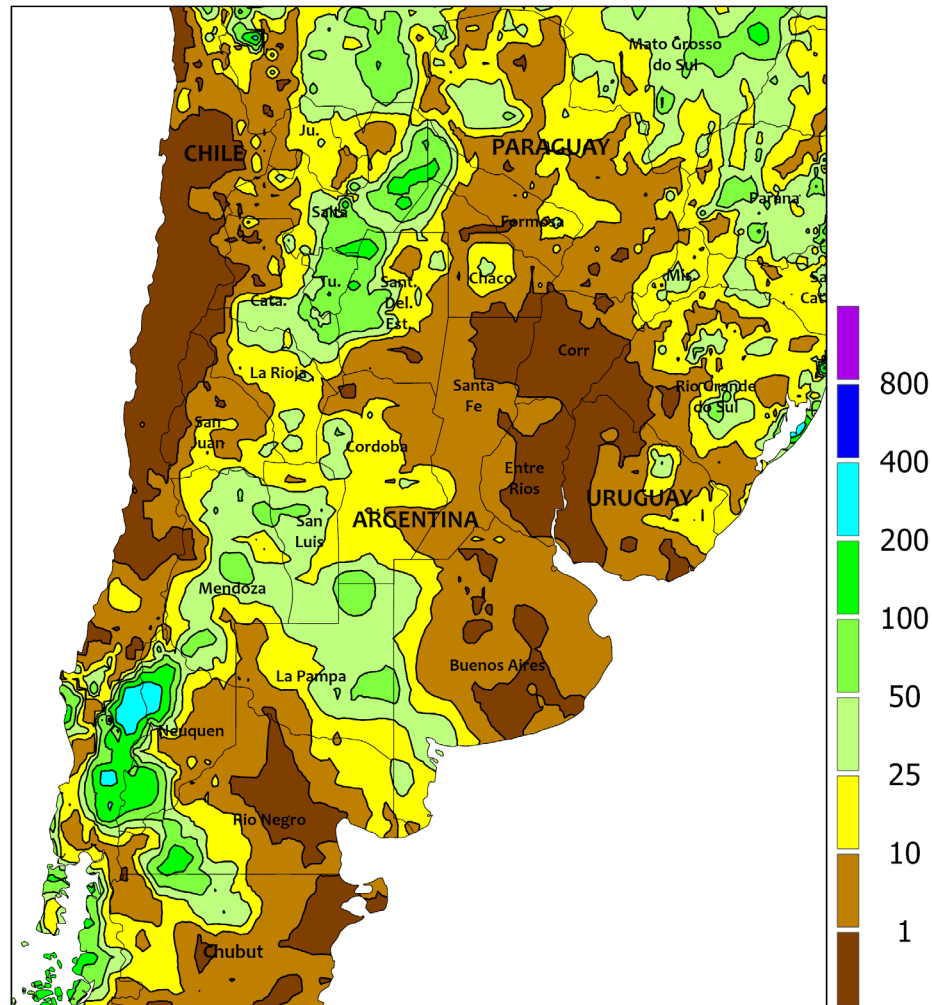 Mato Grosso
do Sul
Ju.
CHILE
PARAGUAY
Parana
Salta
Formosa
Mis.
Chaco
Sa
Cat
Cata.
Tu.
Sant.
Del.
Est.
Corr
La Rioja
Santa
Fe
Rio Grande
do Sul
San
Juan
Cordoba
Entre
Rios
URUGUAY
ARGENTINA
San
Luis
Mendoza
Buenos Aires
La Pampa
Neuquen
Rio Negro
Chubut
800
400
200
100
50
25
10
1